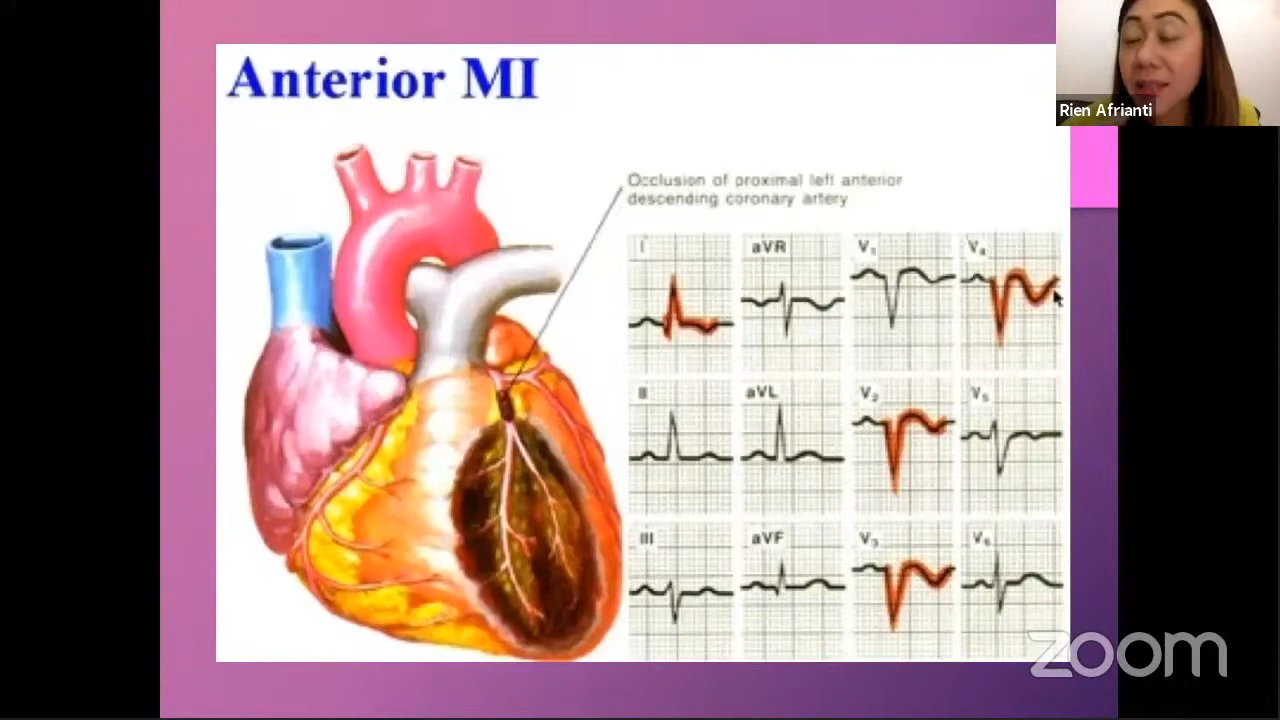 Anterior MI
Rien Afrianti
Occlusion of proximal left anterior
descending coronary artery
I
aVR
V₁
V₄
II
aVL
V₂
V₅
III
aVF
V₃
V₆
zoom